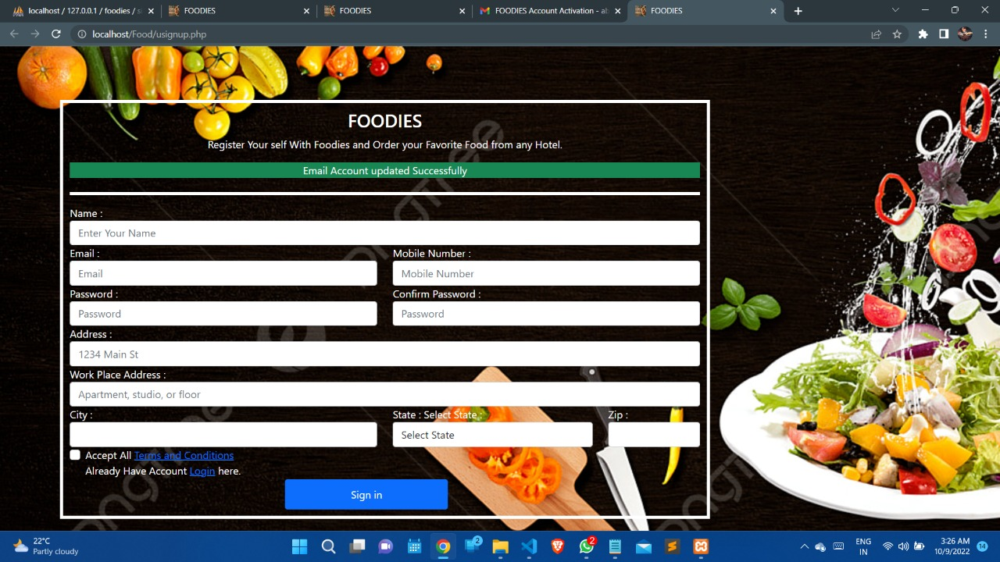 localhost / 127.0.0.1 / foodies / si
FOODIES
FOODIES
FOODIES Account Activation - ab
FOODIES
localhost/Food/usignup.php
FOODIES
Register Your self With Foodies and Order your Favorite Food from any Hotel.
Email Account updated Successfully
Name :
Enter Your Name
Email : Mobile Number :
Email Mobile Number
Password : Confirm Password :
Password Password
Address :
1234 Main St
Work Place Address :
Apartment, studio, or floor
City : State : Select State : Zip :
Select State
Accept All Terms and Conditions
Already Have Account Login here.
Sign in
pngtree
22°C
Partly cloudy
2
2
ENG
IN
3:26 AM
10/9/2022
14